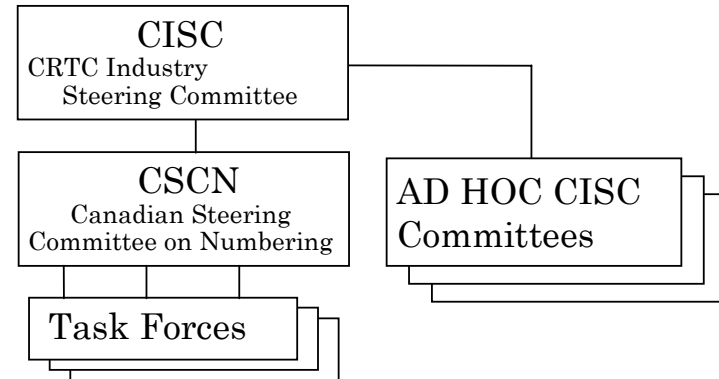 CISC
CRTC Industry
Steering Committee
CSCN
Canadian Steering
Committee on Numbering
AD HOC CISC
Committees
Task Forces